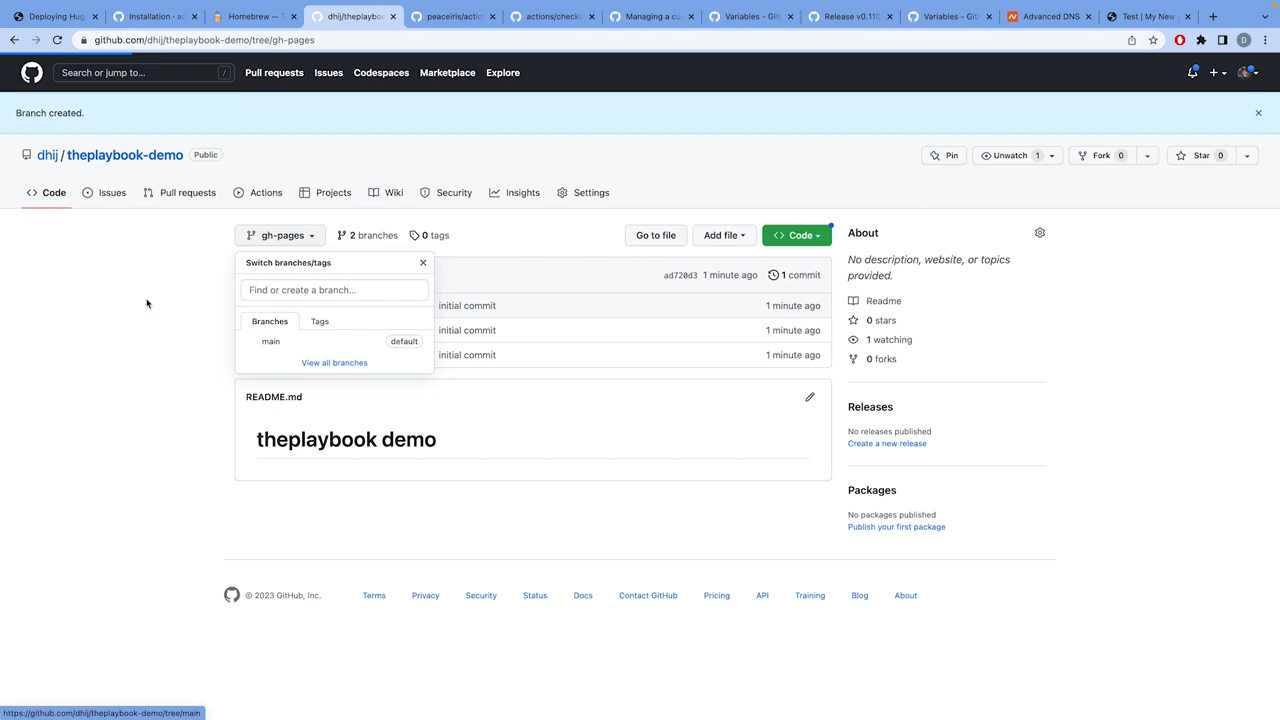 Deploying Hug
Installation · a
Homebrew — T
dhij/theplaybook
peaceiris/action
actions/checko
Managing a cu
Variables - Gith
Release v0.110
Variables - Gith
Advanced DNS
Test | My New
github.com/dhij/theplaybook-demo/tree/gh-pages
D
Search or jump to... /
Pull requests Issues Codespaces Marketplace Explore
Branch created.
dhij / theplaybook-demo Public
Pin Unwatch 1 Fork 0 Star 0
Code Issues Pull requests Actions Projects Wiki Security Insights Settings
gh-pages 2 branches 0 tags Go to file Add file Code
Switch branches/tags
Find or create a branch...
Branches Tags
main default
View all branches
ad720d3 1 minute ago 1 commit
initial commit 1 minute ago
initial commit 1 minute ago
initial commit 1 minute ago
README.md
theplaybook demo
About
No description, website, or topics
provided.
Readme
0 stars
1 watching
0 forks
Releases
No releases published
Create a new release
Packages
No packages published
Publish your first package
© 2023 GitHub, Inc. Terms Privacy Security Status Docs Contact GitHub Pricing API Training Blog About
https://github.com/dhij/theplaybook-demo/tree/main